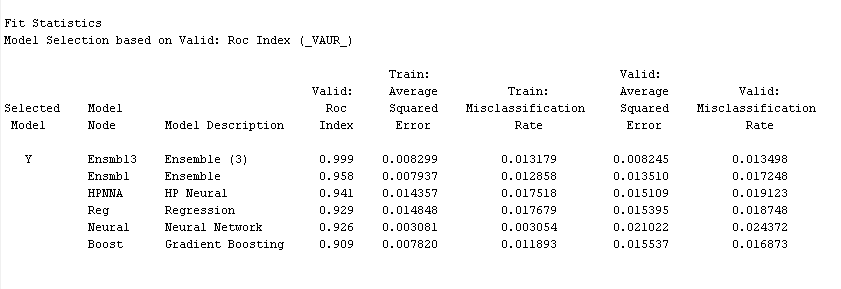 Fit Statistics
Model Selection based on Valid: Roc Index (_VAUR_)
Train: Valid:
Valid: Average Train: Average Valid:
Selected Model Roc Squared Misclassification Squared Misclassification
Model Node Model Description Index Error Rate Error Rate
Y Ensmbl3 Ensemble (3) 0.999 0.008299 0.013179 0.008245 0.013498
Ensmbl Ensemble 0.958 0.007937 0.012858 0.013510 0.017248
HPNNA HP Neural 0.941 0.014357 0.017518 0.015109 0.019123
Reg Regression 0.929 0.014848 0.017679 0.015395 0.018748
Neural Neural Network 0.926 0.003081 0.003054 0.021022 0.024372
Boost Gradient Boosting 0.909 0.007820 0.011893 0.015537 0.016873